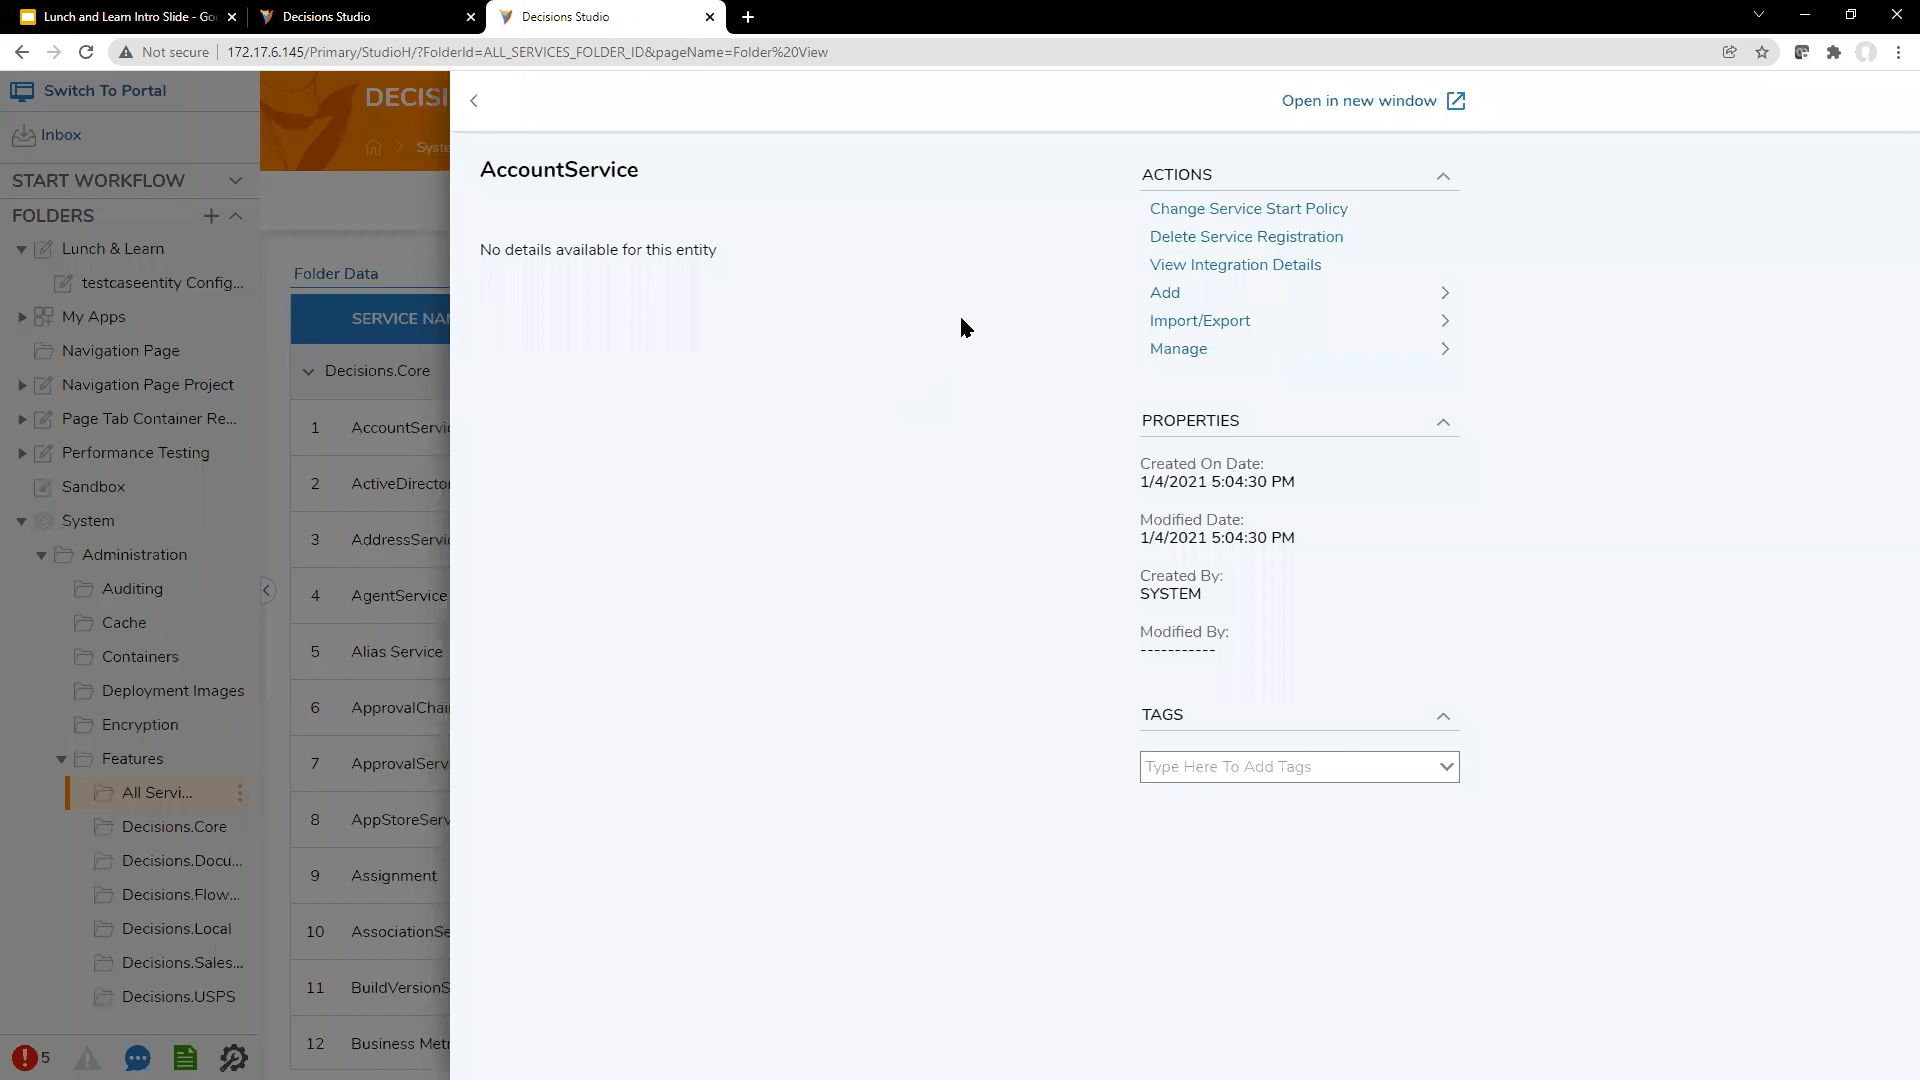 Lunch and Learn Intro Slide - Goo
Decisions Studio
Decisions Studio
Not secure
172.17.6.145/Primary/StudioH/?FolderId=ALL_SERVICES_FOLDER_ID&pageName=Folder%20View
Switch To Portal
Inbox
START WORKFLOW
FOLDERS
Lunch & Learn
testcaseentity Config...
My Apps
Navigation Page
Navigation Page Project
Page Tab Container Re...
Performance Testing
Sandbox
System
Administration
Auditing
Cache
Containers
Deployment Images
Encryption
Features
All Servi...
Decisions.Core
Decisions.Docu...
Decisions.Flow...
Decisions.Local
Decisions.Sales...
Decisions.USPS
5
DECISI
Syste
Folder Data
SERVICE NAM
Decisions.Core
1 AccountServic
2 ActiveDirector
3 AddressServic
4 AgentService
5 Alias Service
6 ApprovalChai
7 ApprovalServ
8 AppStoreServ
9 Assignment
10 AssociationSe
11 BuildVersionS
12 Business Metr
Open in new window
AccountService
No details available for this entity
ACTIONS
Change Service Start Policy
Delete Service Registration
View Integration Details
Add
Import/Export
Manage
PROPERTIES
Created On Date:
1/4/2021 5:04:30 PM
Modified Date:
1/4/2021 5:04:30 PM
Created By:
SYSTEM
Modified By:
-----------
TAGS
Type Here To Add Tags